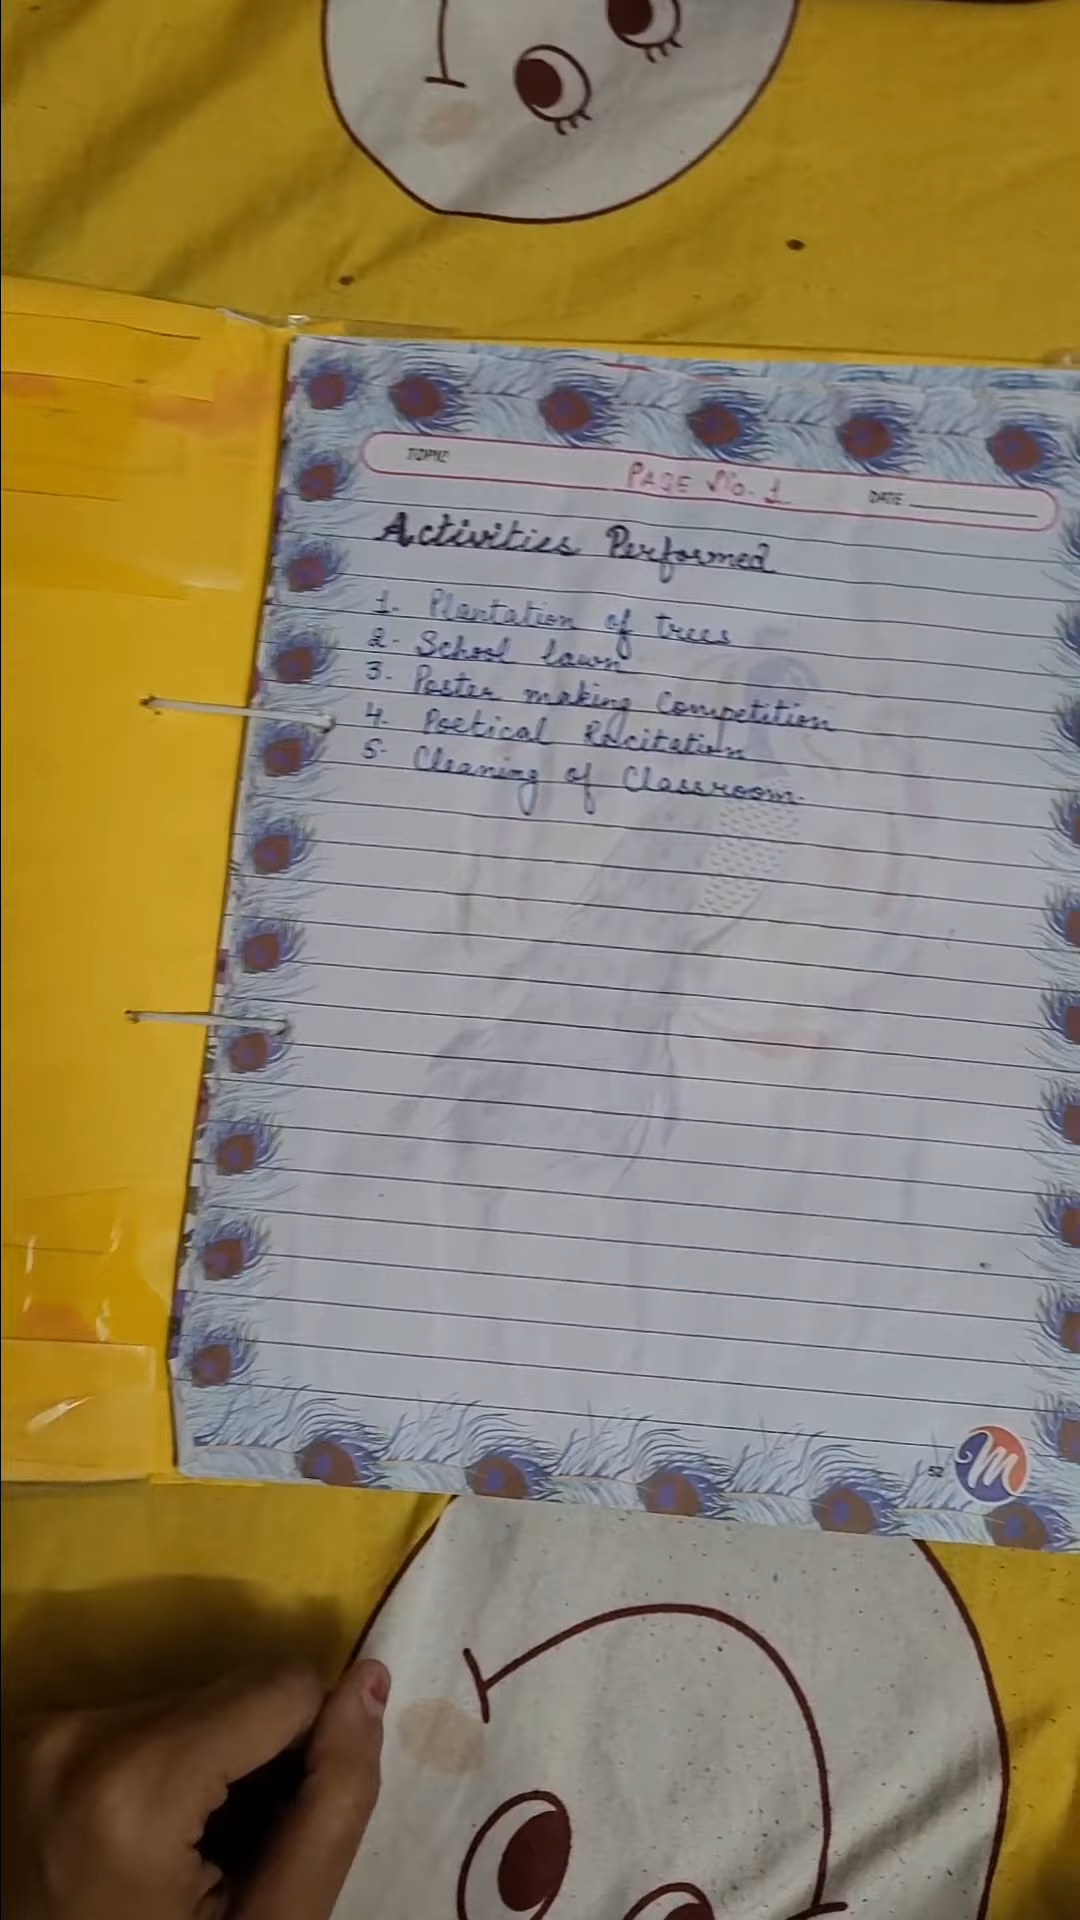 TOPIC
PAGE No. 1
DATE
Activities Performed
1. Plantation of trees
2- School lawn
3. Poster making Competition
4. Poetical Recitation
5- Cleaning of Classroom.
52
M